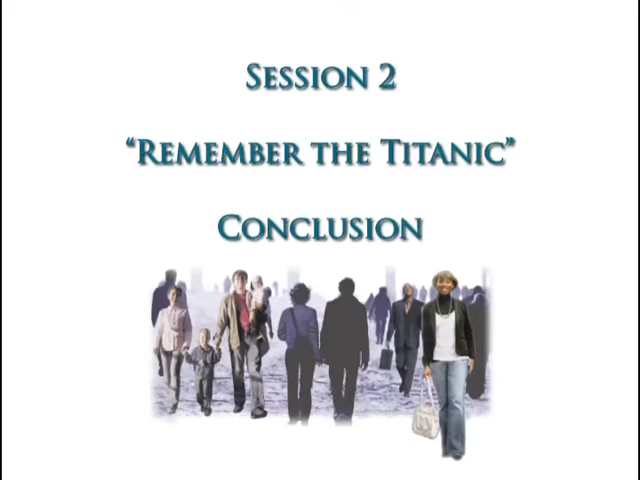 SESSION 2
“REMEMBER THE TITANIC”
CONCLUSION